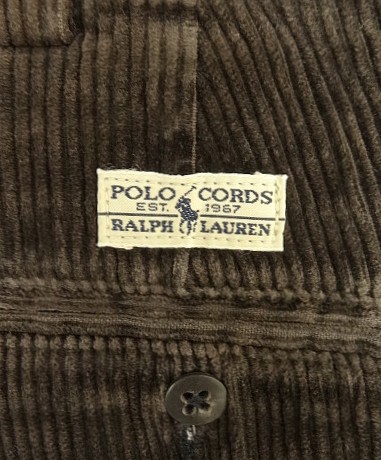 POLO CORDS
EST. 1967
RALPH LAUREN